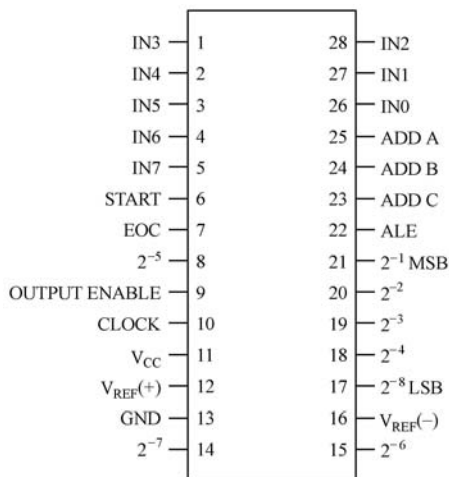 IN3 1 28 IN2
IN4 2 27 IN1
IN5 3 26 IN0
IN6 4 25 ADD A
IN7 5 24 ADD B
START 6 23 ADD C
EOC 7 22 ALE
2⁻⁵ 8 21 2⁻¹ MSB
OUTPUT ENABLE 9 20 2⁻²
CLOCK 10 19 2⁻³
V_CC 11 18 2⁻⁴
V_REF(+) 12 17 2⁻⁸ LSB
GND 13 16 V_REF(−)
2⁻⁷ 14 15 2⁻⁶